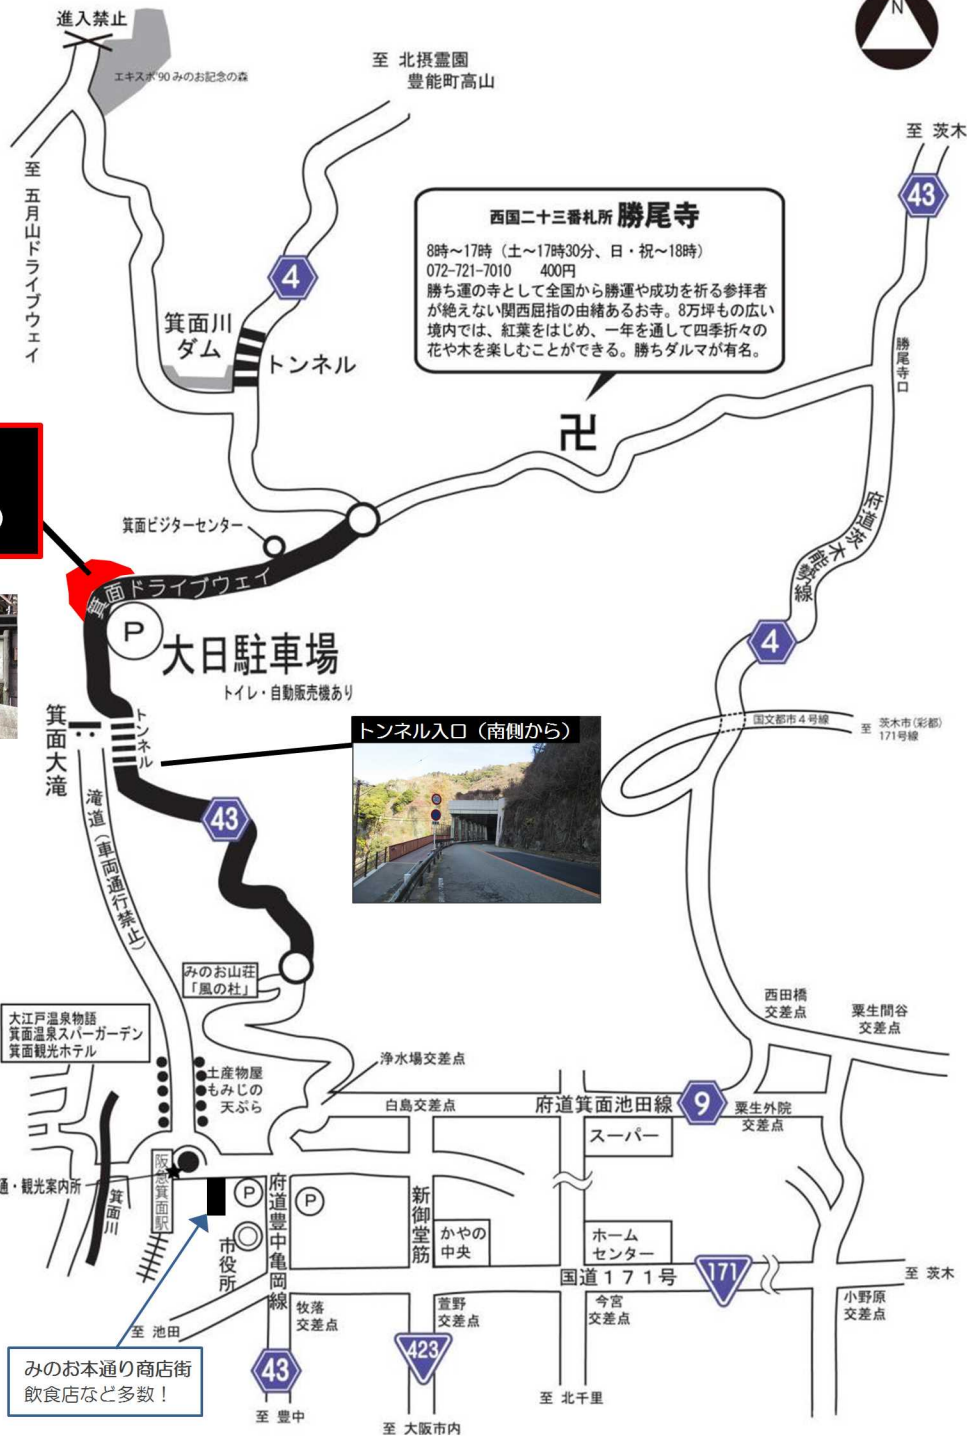 進入禁止
エキスポ'90 みのお記念の森
N
至 北摂霊園
豊能町高山
至 茨木
43
至 五月山ドライブウェイ
4
西国二十三番札所 勝尾寺
8時～17時（土～17時30分、日・祝～18時）
072-721-7010 400円
勝ち運の寺として全国から勝運や成功を祈る参拝者
が絶えない関西屈指の由緒あるお寺。8万坪もの広い
境内では、紅葉をはじめ、一年を通して四季折々の
花や木を楽しむことができる。勝ちダルマが有名。
箕面川
ダム
トンネル
勝尾寺口
卍
箕面ビジターセンター
府道茨木能勢線
箕面ドライブウェイ
P
大日駐車場
トイレ・自動販売機あり
4
箕面大滝
トンネル
トンネル入口（南側から）
国文都市４号線
至 茨木市(彩都)
171号線
43
滝道（車両通行禁止）
みのお山荘
「風の杜」
西田橋
交差点
粟生間谷
交差点
大江戸温泉物語
箕面温泉スパーガーデン
箕面観光ホテル
浄水場交差点
土産物屋
もみじの
天ぷら
白島交差点
府道箕面池田線
9
粟生外院
交差点
スーパー
阪急箕面駅
通・観光案内所
箕面川
P
P
府道豊中亀岡線
新御堂筋
市役所
かやの
中央
ホーム
センター
国道１７１号
171
至 茨木
至 池田
牧落
交差点
萱野
交差点
今宮
交差点
小野原
交差点
みのお本通り商店街
飲食店など多数！
43
423
至 豊中
至 大阪市内
至 北千里